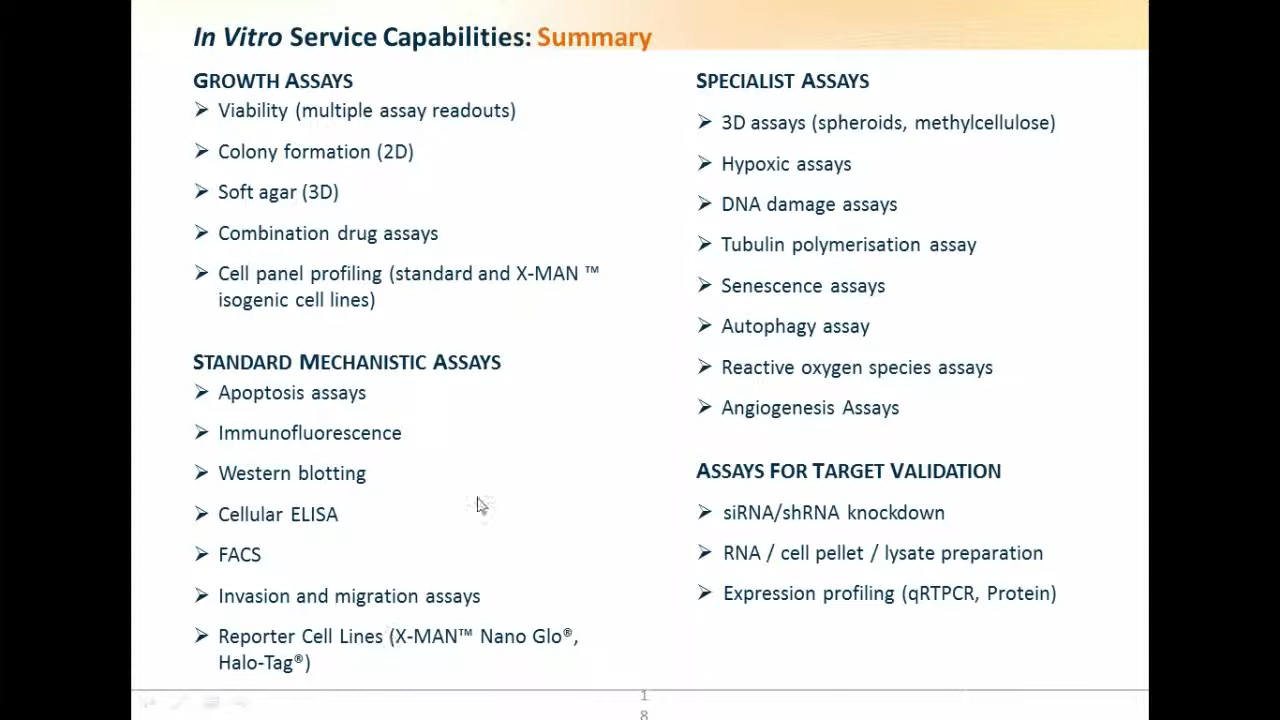 In Vitro Service Capabilities: Summary
GROWTH ASSAYS
Viability (multiple assay readouts)
Colony formation (2D)
Soft agar (3D)
Combination drug assays
Cell panel profiling (standard and X-MAN ™
isogenic cell lines)
STANDARD MECHANISTIC ASSAYS
Apoptosis assays
Immunofluorescence
Western blotting
Cellular ELISA
FACS
Invasion and migration assays
Reporter Cell Lines (X-MAN™ Nano Glo®,
Halo-Tag®)
SPECIALIST ASSAYS
3D assays (spheroids, methylcellulose)
Hypoxic assays
DNA damage assays
Tubulin polymerisation assay
Senescence assays
Autophagy assay
Reactive oxygen species assays
Angiogenesis Assays
ASSAYS FOR TARGET VALIDATION
siRNA/shRNA knockdown
RNA / cell pellet / lysate preparation
Expression profiling (qRTPCR, Protein)
1
8